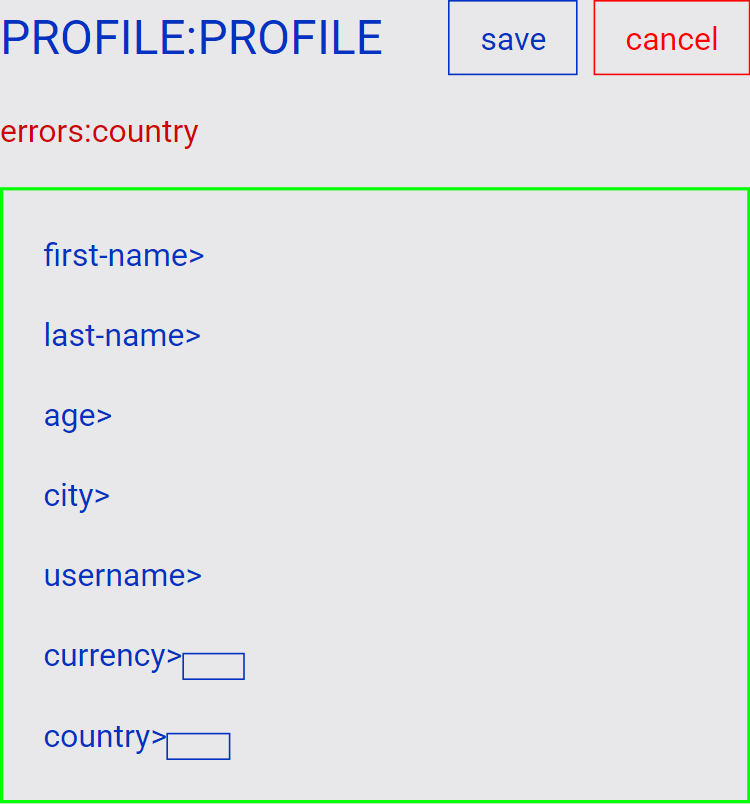 PROFILE:PROFILE save cancel
errors:country
first-name>
last-name>
age>
city>
username>
currency>
country>